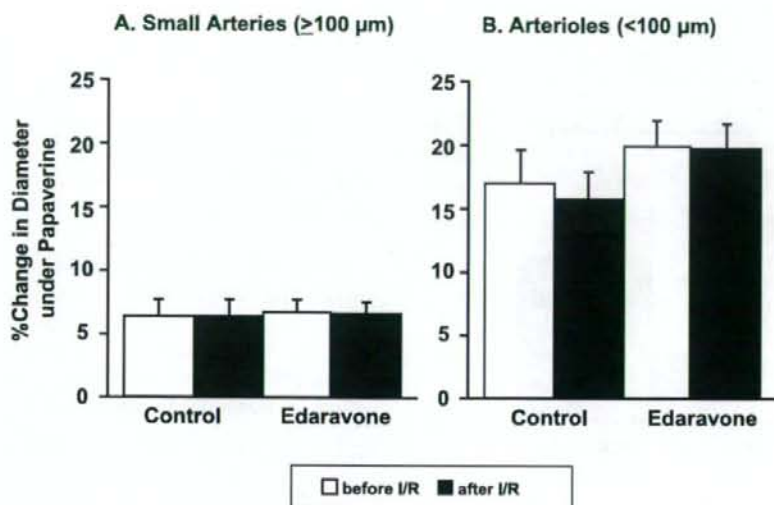 A. Small Arteries (≥100 µm)
B. Arterioles (<100 µm)
%Change in Diameter
under Papaverine
25
20
15
10
5
0
Control
Edaravone
25
20
15
10
5
0
Control
Edaravone
before I/R
after I/R